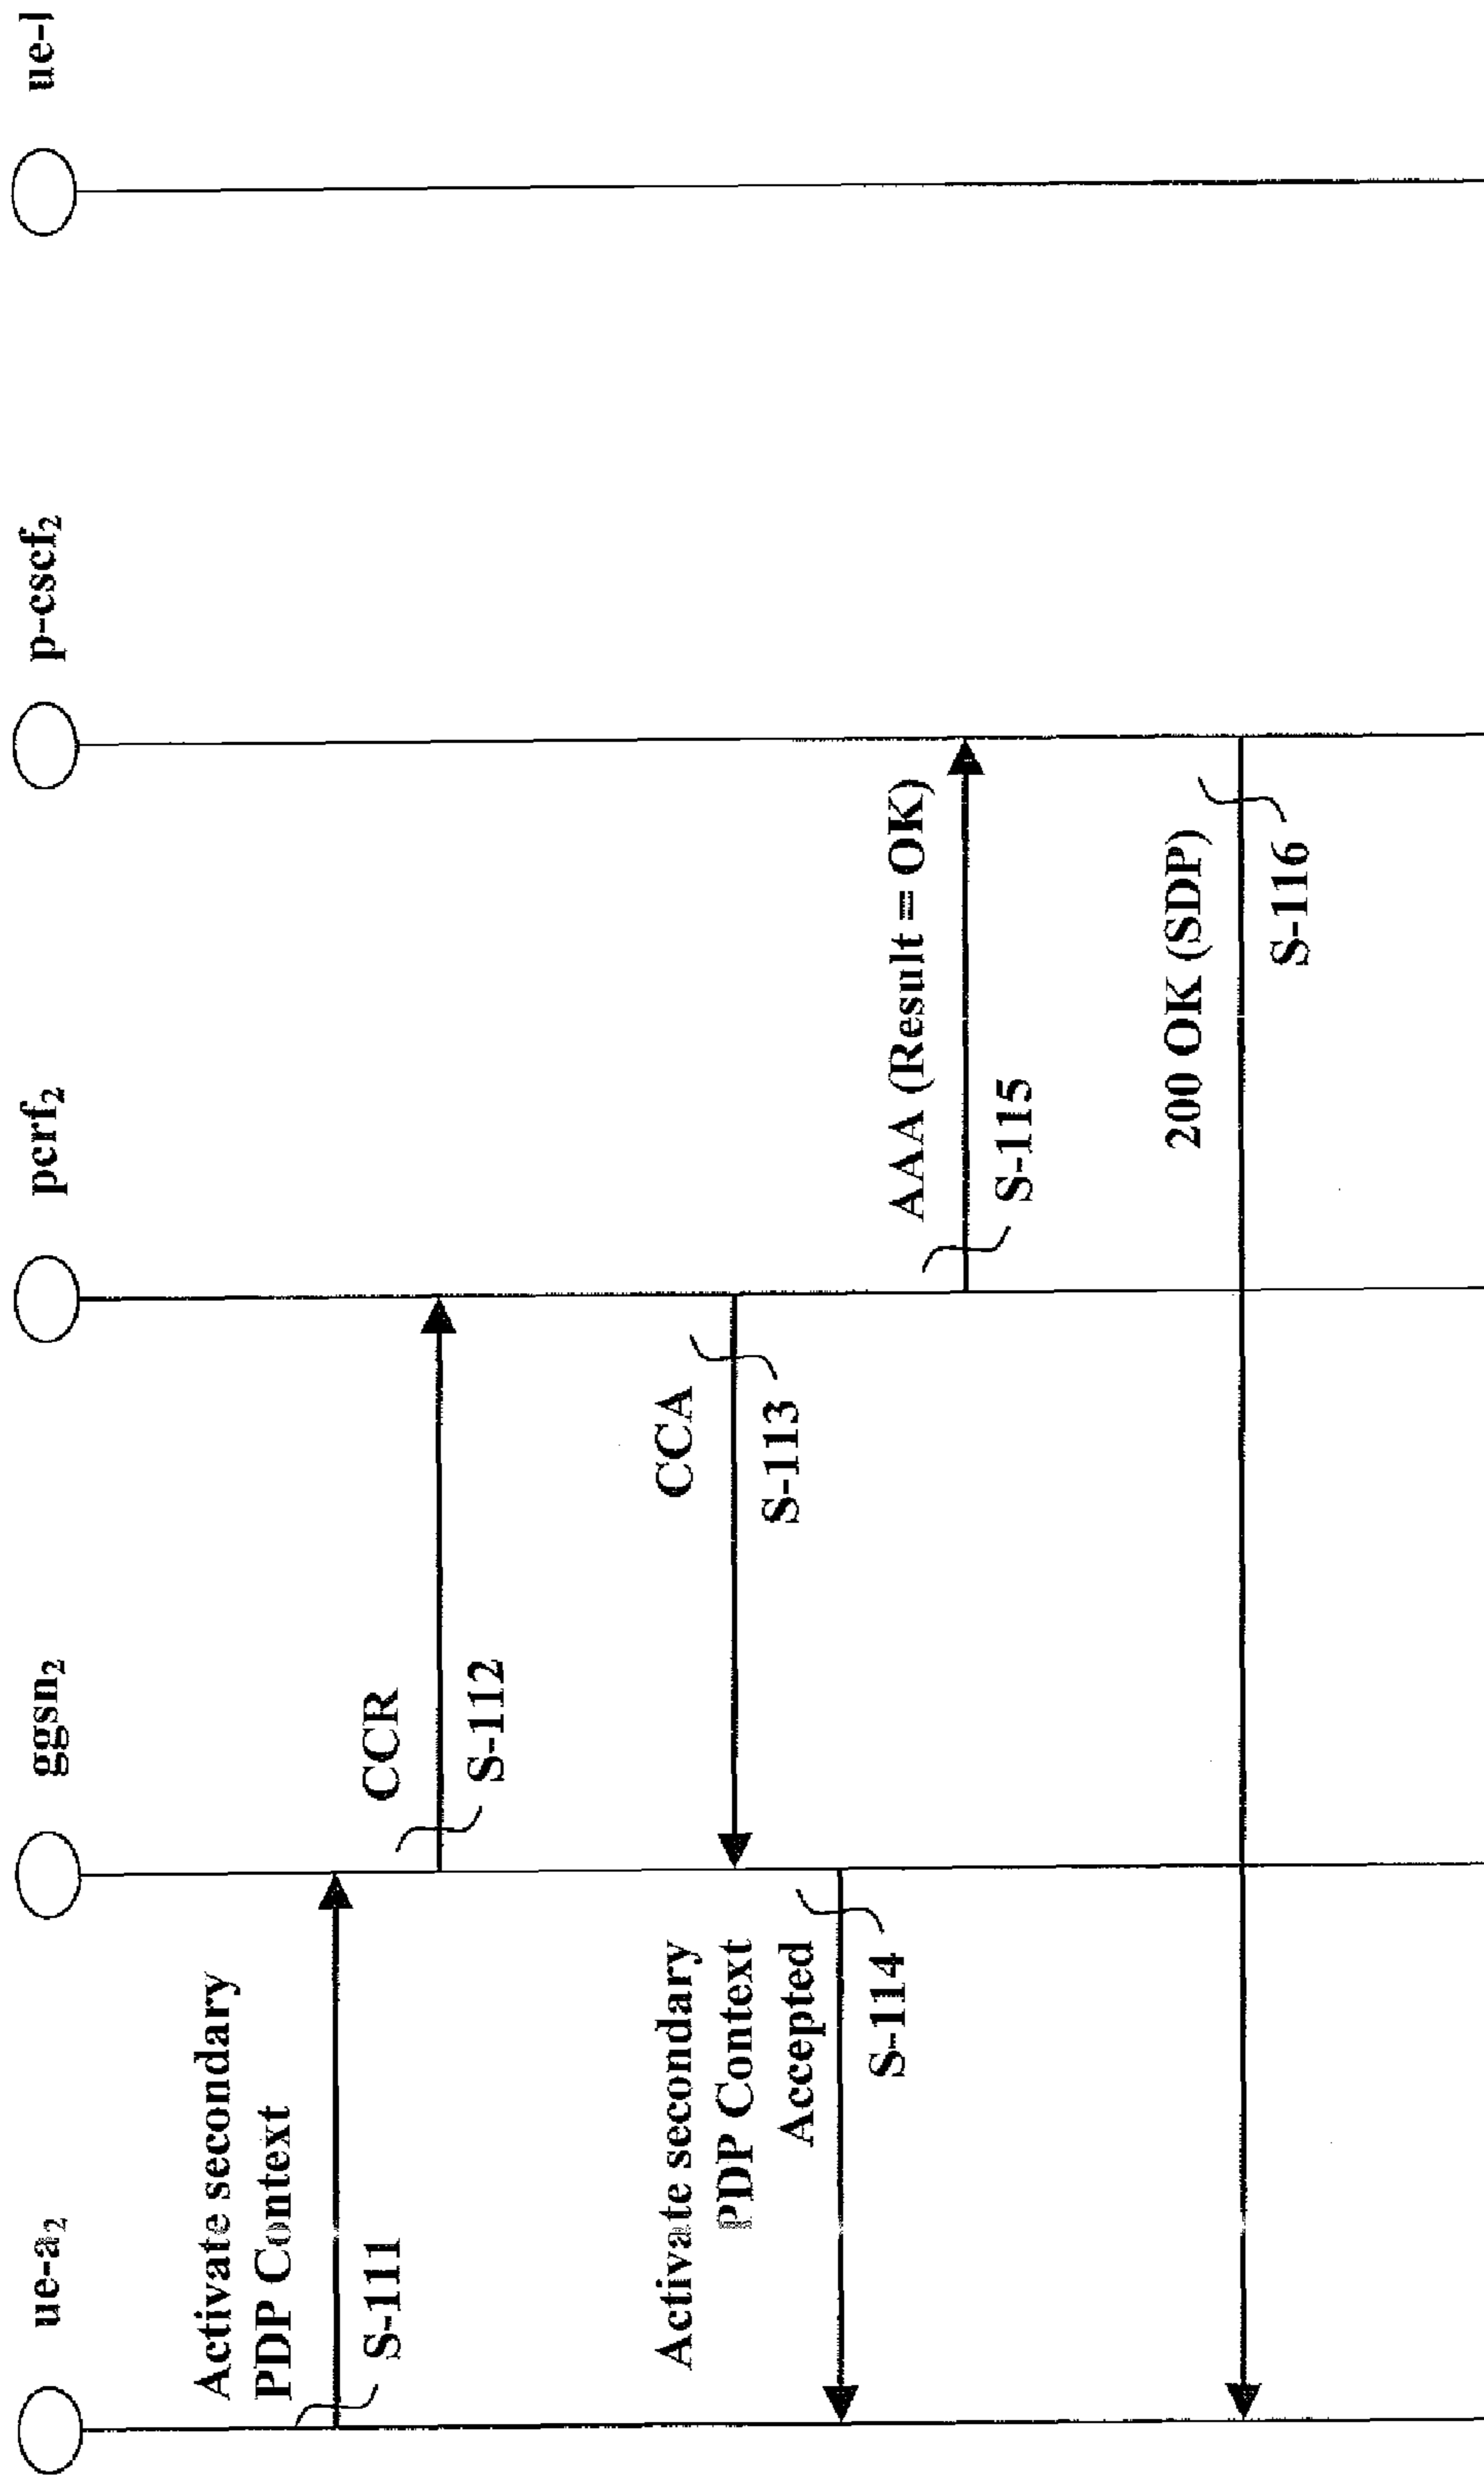 ue-a₂
ggsn₂
pcrf₂
p-cscf₂
Activate secondary
PDP Context
S-111
CCR
S-112
CCA
S-113
Activate secondary
PDP Context
Accepted
S-114
AAA (Result = OK)
S-115
200 OK (SDP)
S-116